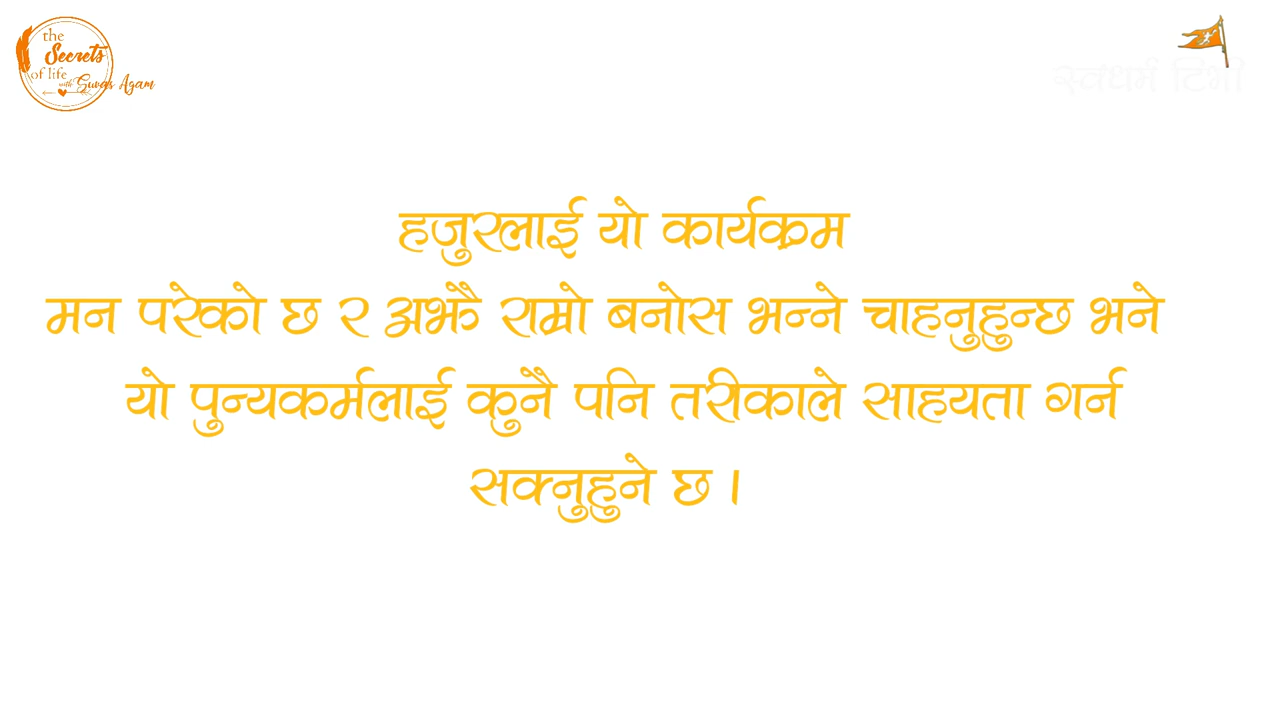 the
Secrets
of life
with Suvas Agam
स्वधर्म टिभी
हजुरलाई यो कार्यक्रम
मन परेको छ र अझै राम्रो बनोस भन्ने चाहनुहुन्छ भने
यो पुन्यकर्मलाई कुनै पनि तरीकाले साहयता गर्न
सक्नुहुने छ ।